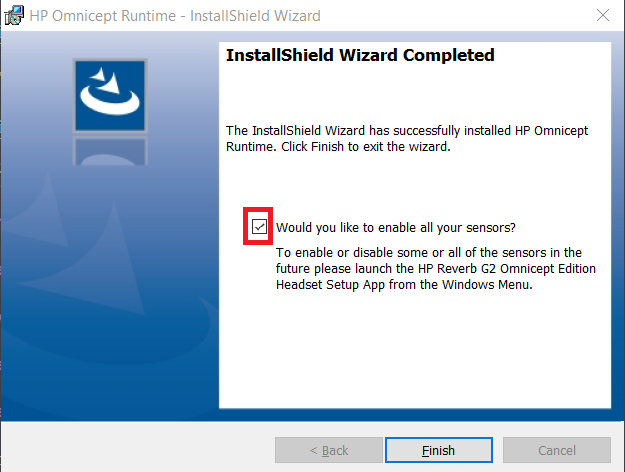 HP Omnicept Runtime - InstallShield Wizard
InstallShield Wizard Completed
The InstallShield Wizard has successfully installed HP Omnicept
Runtime. Click Finish to exit the wizard.
Would you like to enable all your sensors?
To enable or disable some or all of the sensors in the
future please launch the HP Reverb G2 Omnicept Edition
Headset Setup App from the Windows Menu.
< Back
Finish
Cancel